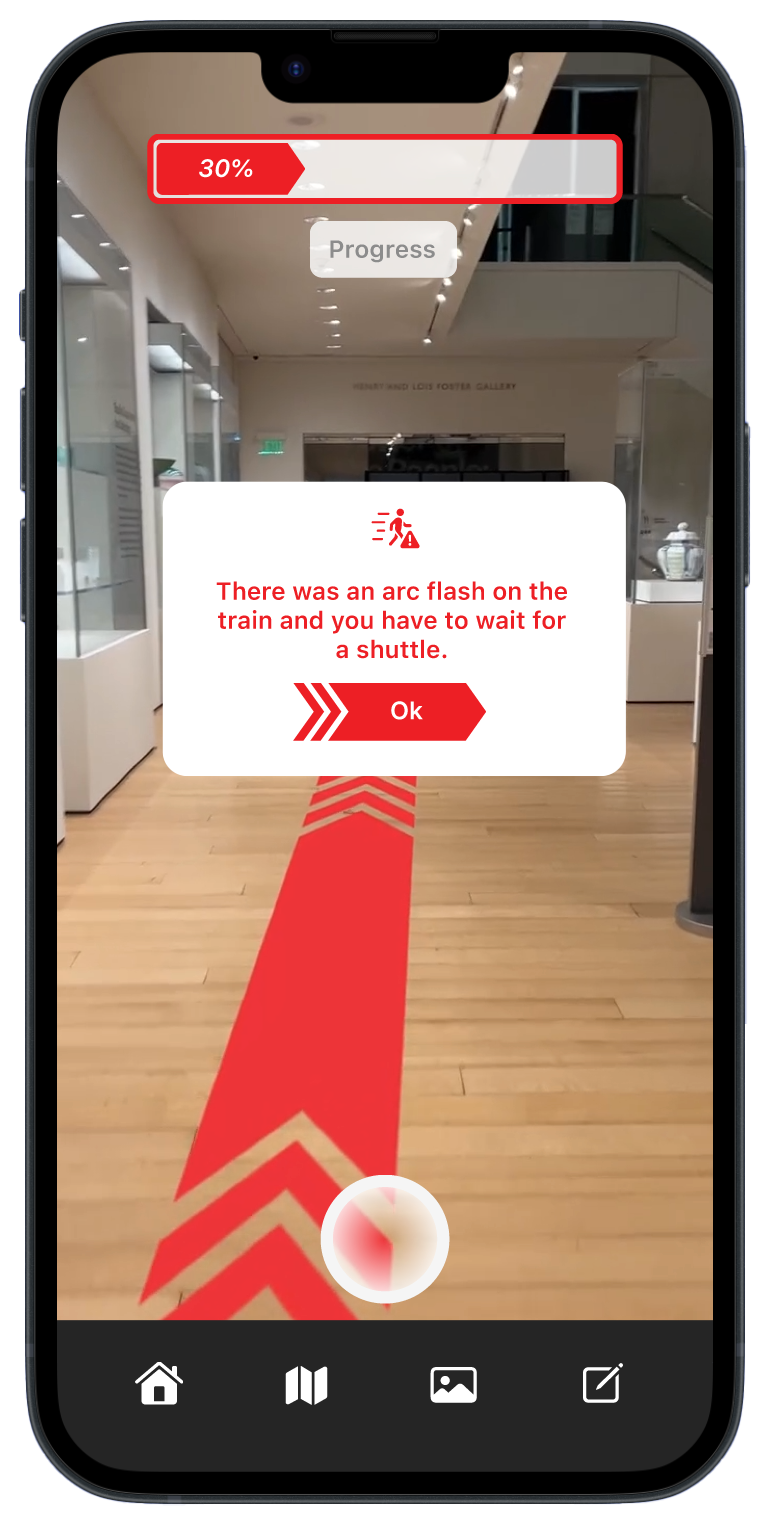 30%
Progress
HENRY AND LOIS FOSTER GALLERY
EXIT
There was an arc flash on the
train and you have to wait for
a shuttle.
Ok